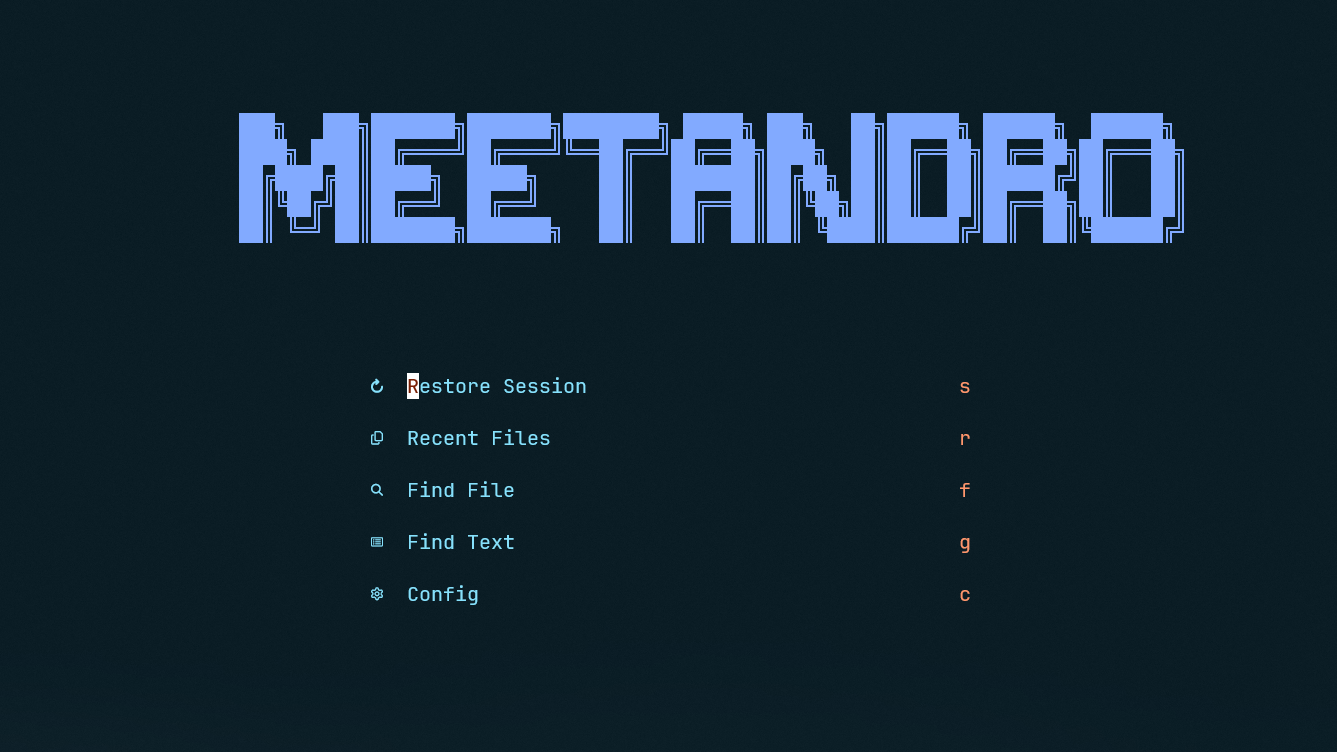 MEETANDRO
Restore Session s
Recent Files r
Find File f
Find Text g
Config c